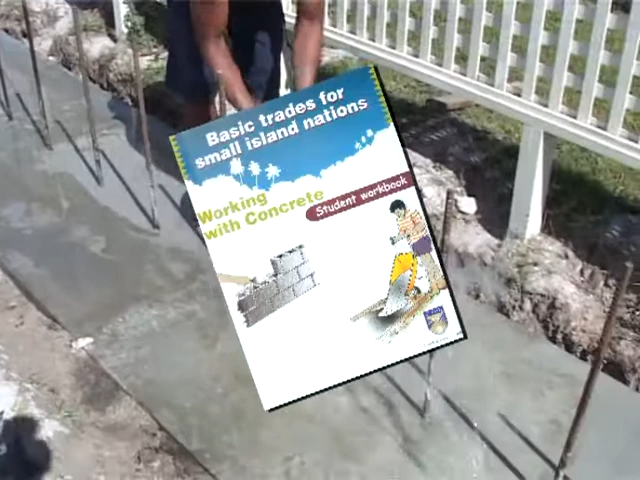 Basic trades for
small island nations
Working
with Concrete
Student workbook